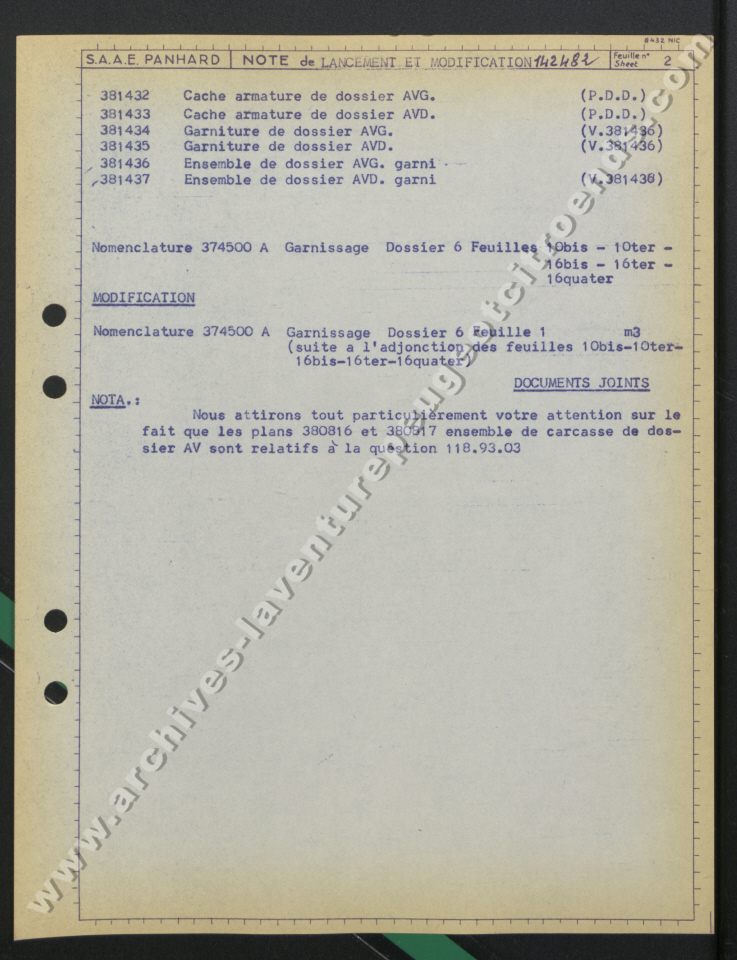 8432 NIC
S.A.A.E. PANHARD NOTE de LANCEMENT ET MODIFICATION 142482 Feuille n° Sheet 2
381432 Cache armature de dossier AVG. (P.D.D.)
381433 Cache armature de dossier AVD. (P.D.D.)
381434 Garniture de dossier AVG. (V.381436)
381435 Garniture de dossier AVD. (V.381436)
381436 Ensemble de dossier AVG. garni
381437 Ensemble de dossier AVD. garni (V.381436)
Nomenclature 374500 A Garnissage Dossier 6 Feuilles 10bis - 10ter -
16bis - 16ter -
16quater
MODIFICATION
Nomenclature 374500 A Garnissage Dossier 6 Feuille 1 m3
(suite a l'adjonction des feuilles 10bis-10ter-
16bis-16ter-16quater)
DOCUMENTS JOINTS
NOTA.:
Nous attirons tout particulièrement votre attention sur le
fait que les plans 380816 et 380817 ensemble de carcasse de dos-
sier AV sont relatifs à la question 118.93.03
www.archives-laventurepeugeotcitroends.com